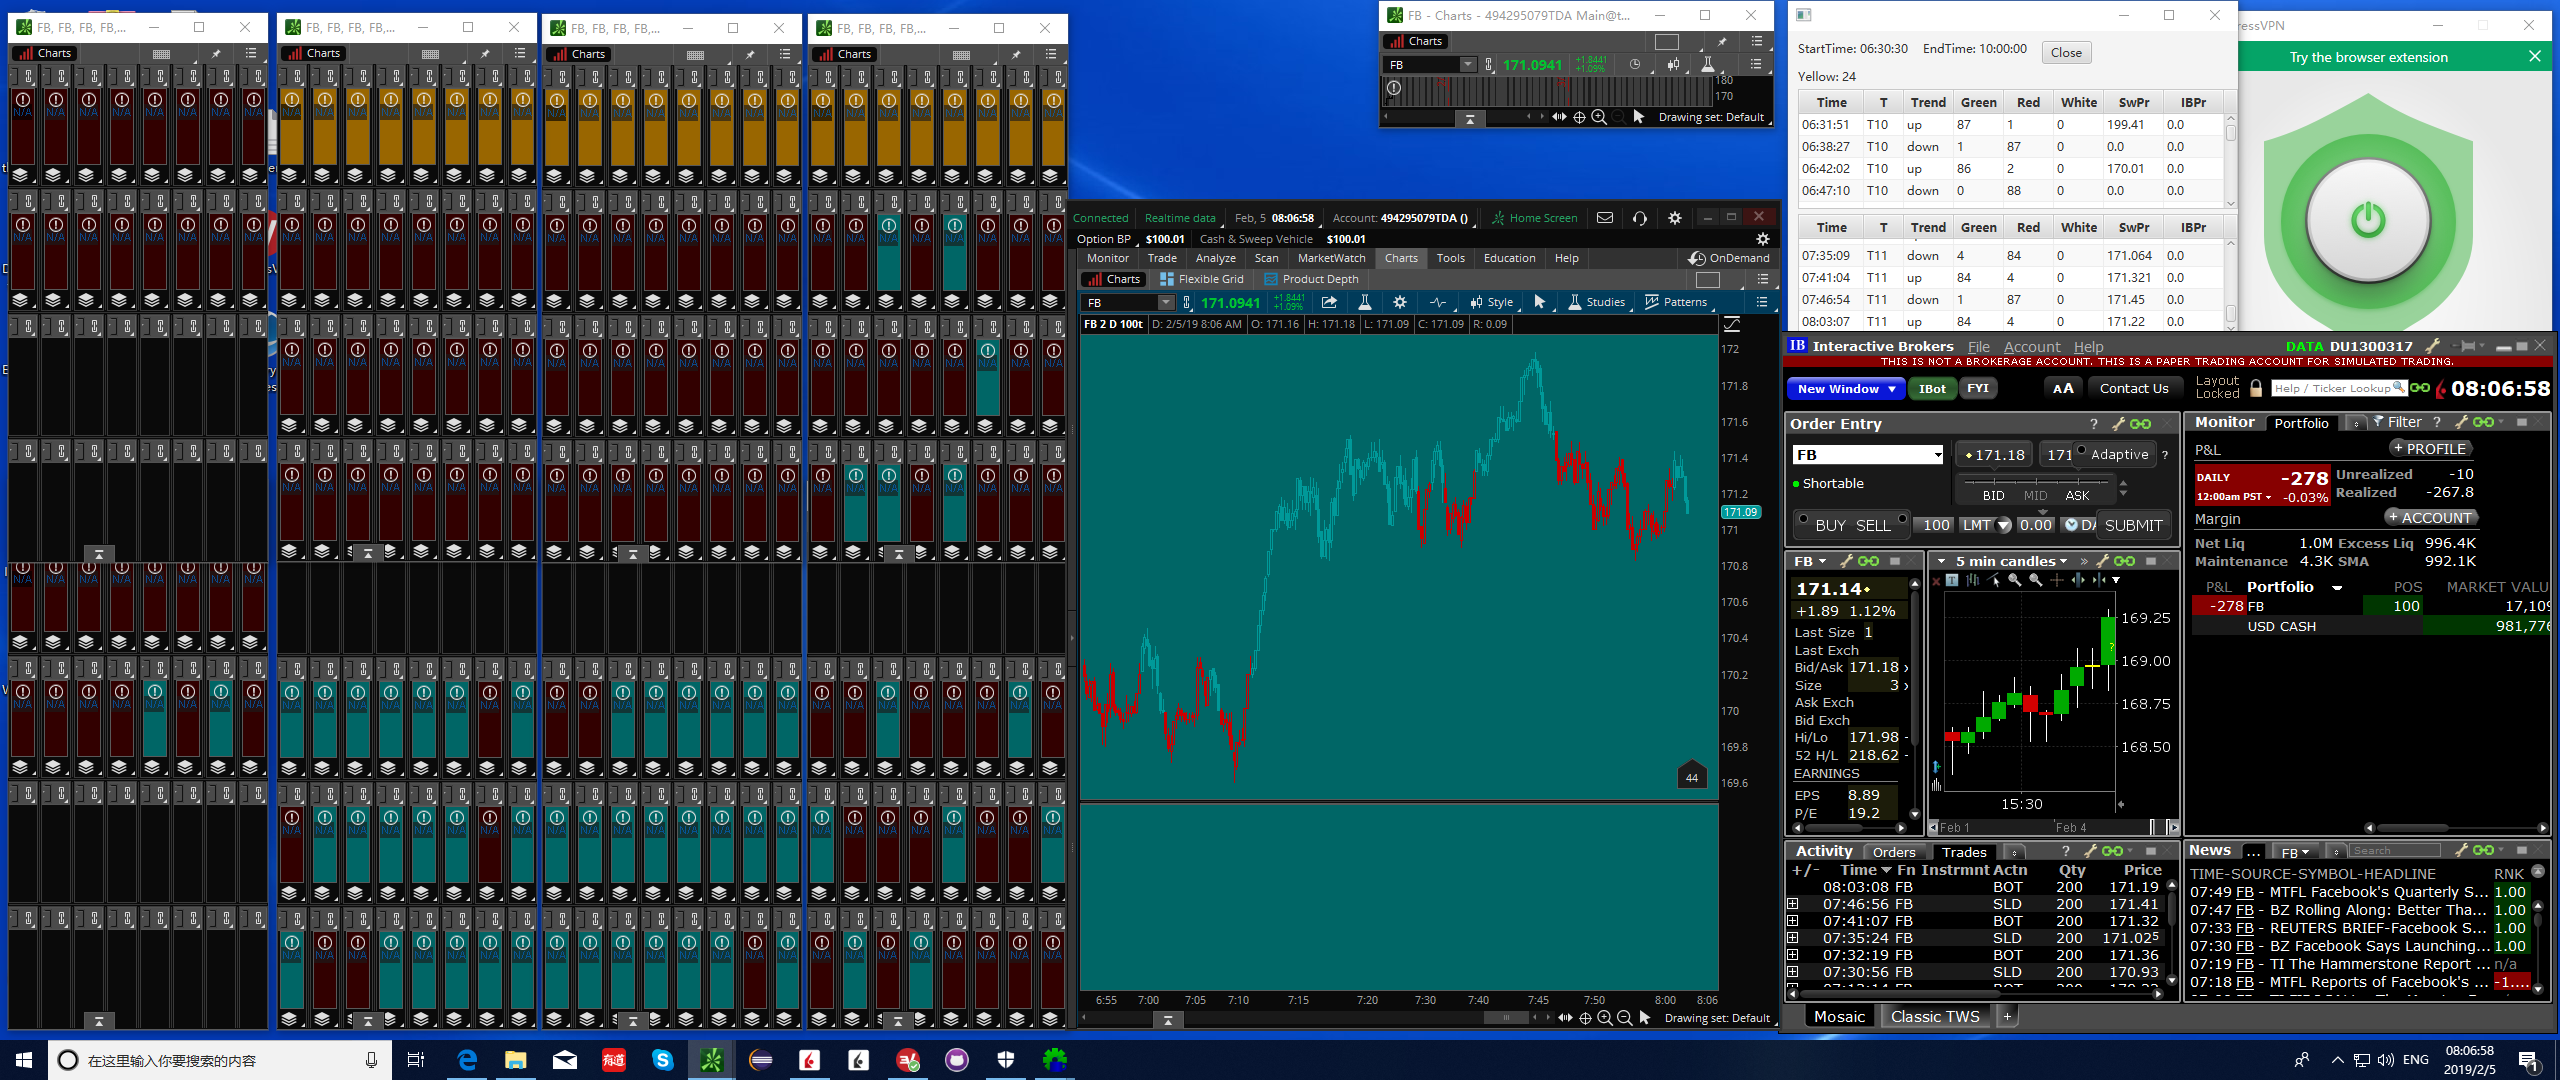 FB, FB, FB, FB,...
Charts
FB, FB, FB, FB,...
Charts
FB, FB, FB, FB,...
Charts
FB, FB, FB, FB,...
Charts
N/A
FB - Charts - 494295079TDA Main@t...
Charts
FB
171.0941
+1.8441
+1.09%
180
170
Drawing set: Default
StartTime: 06:30:30 EndTime: 10:00:00 Close
Yellow: 24
Time T Trend Green Red White SwPr IBPr
06:31:51 T10 up 87 1 0 199.41 0.0
06:38:27 T10 down 1 87 0 0.0 0.0
06:42:02 T10 up 86 2 0 170.01 0.0
06:47:10 T10 down 0 88 0 0.0 0.0
Time T Trend Green Red White SwPr IBPr
07:35:09 T11 down 4 84 0 171.064 0.0
07:41:04 T11 up 84 4 0 171.321 0.0
07:46:54 T11 down 1 87 0 171.45 0.0
08:03:07 T11 up 84 4 0 171.22 0.0
ressVPN
Try the browser extension
Connected Realtime data Feb, 5 08:06:58 Account: 494295079TDA () Home Screen
Option BP $100.01 Cash & Sweep Vehicle $100.01
Monitor Trade Analyze Scan MarketWatch Charts Tools Education Help OnDemand
Charts Flexible Grid Product Depth
FB 171.0941 +1.8441 +1.09% Style Studies Patterns
FB 2 D 100t D: 2/5/19 8:06 AM O: 171.16 H: 171.18 L: 171.09 C: 171.09 R: 0.09
172
171.8
171.6
171.4
171.2
171.09
171
170.8
170.6
170.4
170.2
170
169.8
169.6
44
6:55 7:00 7:05 7:10 7:15 7:20 7:30 7:40 7:45 7:50 8:00 8:06
Drawing set: Default
IB Interactive Brokers File Account Help DATA DU1300317
THIS IS NOT A BROKERAGE ACCOUNT. THIS IS A PAPER TRADING ACCOUNT FOR SIMULATED TRADING.
New Window IBot FYI AA Contact Us Layout Locked Help / Ticker Lookup 08:06:58
Order Entry
FB 171.18 171 Adaptive ?
Shortable
BID MID ASK
BUY SELL 100 LMT 0.00 DA SUBMIT
FB
171.14
+1.89 1.12%
Last Size 1
Last Exch
Bid/Ask 171.18 x
Size 3 x
Ask Exch
Bid Exch
Hi/Lo 171.98 -
52 H/L 218.62 -
EARNINGS
EPS 8.89
P/E 19.2
5 min candles
169.25
169.00
168.75
168.50
15:30
Feb 1 Feb 4
Monitor Portfolio Filter ?
P&L + PROFILE
DAILY -278 Unrealized -10
12:00am PST -0.03% Realized -267.8
Margin + ACCOUNT
Net Liq 1.0M Excess Liq 996.4K
Maintenance 4.3K SMA 992.1K
P&L Portfolio POS MARKET VALU
-278 FB 100 17,109
USD CASH 981,776
Activity Orders Trades ?
+/- Time Fn Instrmnt Actn Qty Price
08:03:08 FB BOT 200 171.19
07:46:56 FB SLD 200 171.41
07:41:07 FB BOT 200 171.32
07:35:24 FB SLD 200 171.025
07:32:19 FB BOT 200 171.36
07:30:56 FB SLD 200 170.93
News ... FB Search
TIME-SOURCE-SYMBOL-HEADLINE RNK
07:49 FB - MTFL Facebook's Quarterly S... 1.00
07:47 FB - BZ Rolling Along: Better Tha... 1.00
07:33 FB - REUTERS BRIEF-Facebook S... 1.00
07:30 FB - BZ Facebook Says Launching... 1.00
07:19 FB - TI The Hammerstone Report ... n/a
07:18 FB - MTFL Reports of Facebook's ... -1....
Mosaic Classic TWS +
在这里输入你要搜索的内容
有道
ENG
08:06:58
2019/2/5
1